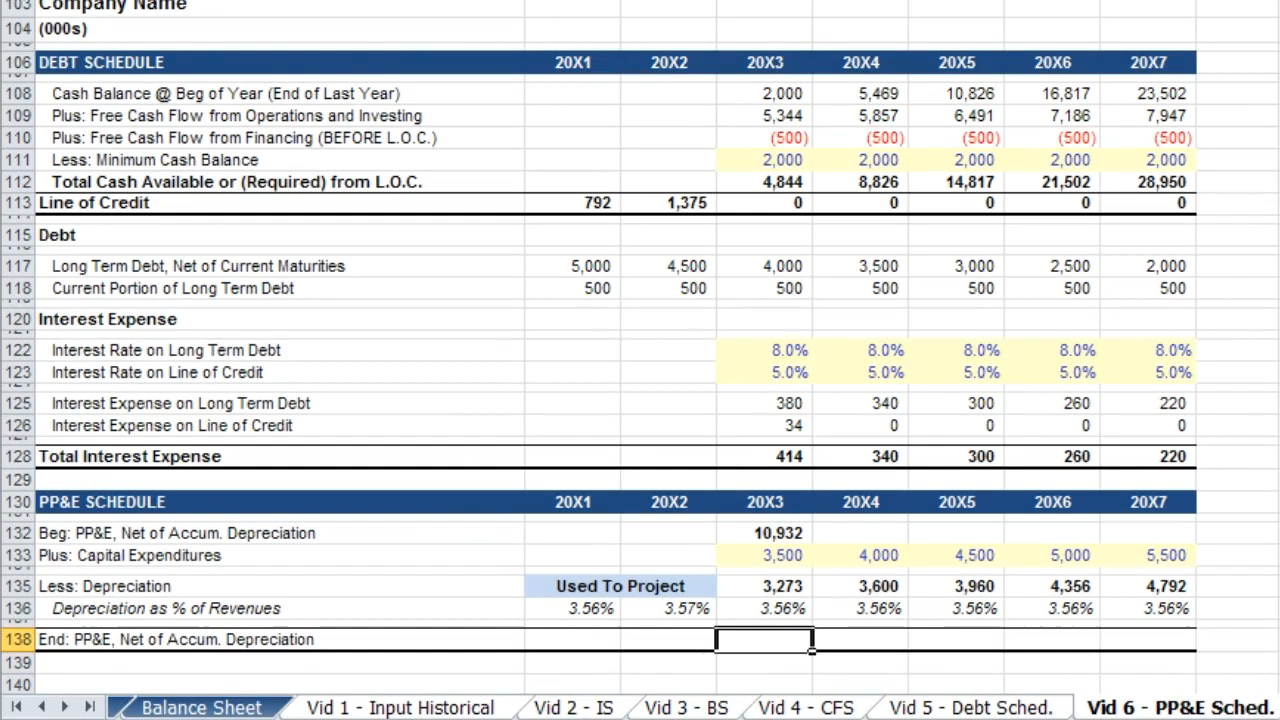 103 Company Name
104 (000s)
106 DEBT SCHEDULE 20X1 20X2 20X3 20X4 20X5 20X6 20X7
108 Cash Balance @ Beg of Year (End of Last Year) 2,000 5,469 10,826 16,817 23,502
109 Plus: Free Cash Flow from Operations and Investing 5,344 5,857 6,491 7,186 7,947
110 Plus: Free Cash Flow from Financing (BEFORE L.O.C.) (500) (500) (500) (500) (500)
111 Less: Minimum Cash Balance 2,000 2,000 2,000 2,000 2,000
112 Total Cash Available or (Required) from L.O.C. 4,844 8,826 14,817 21,502 28,950
113 Line of Credit 792 1,375 0 0 0 0 0
115 Debt
117 Long Term Debt, Net of Current Maturities 5,000 4,500 4,000 3,500 3,000 2,500 2,000
118 Current Portion of Long Term Debt 500 500 500 500 500 500 500
120 Interest Expense
122 Interest Rate on Long Term Debt 8.0% 8.0% 8.0% 8.0% 8.0%
123 Interest Rate on Line of Credit 5.0% 5.0% 5.0% 5.0% 5.0%
125 Interest Expense on Long Term Debt 380 340 300 260 220
126 Interest Expense on Line of Credit 34 0 0 0 0
128 Total Interest Expense 414 340 300 260 220
129
130 PP&E SCHEDULE 20X1 20X2 20X3 20X4 20X5 20X6 20X7
132 Beg: PP&E, Net of Accum. Depreciation 10,932
133 Plus: Capital Expenditures 3,500 4,000 4,500 5,000 5,500
135 Less: Depreciation Used To Project 3,273 3,600 3,960 4,356 4,792
136 Depreciation as % of Revenues 3.56% 3.57% 3.56% 3.56% 3.56% 3.56% 3.56%
138 End: PP&E, Net of Accum. Depreciation
139
140
Balance Sheet Vid 1 - Input Historical Vid 2 - IS Vid 3 - BS Vid 4 - CFS Vid 5 - Debt Sched. Vid 6 - PP&E Sched.